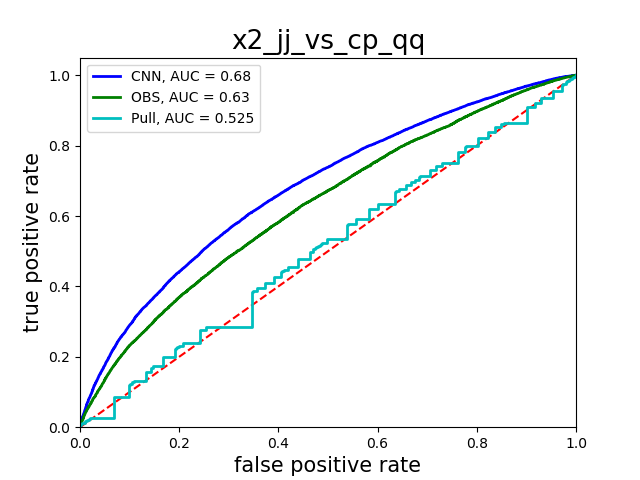 x2_jj_vs_cp_qq
CNN, AUC = 0.68
OBS, AUC = 0.63
Pull, AUC = 0.525
true positive rate
1.0
0.8
0.6
0.4
0.2
0.0
0.0 0.2 0.4 0.6 0.8 1.0
false positive rate